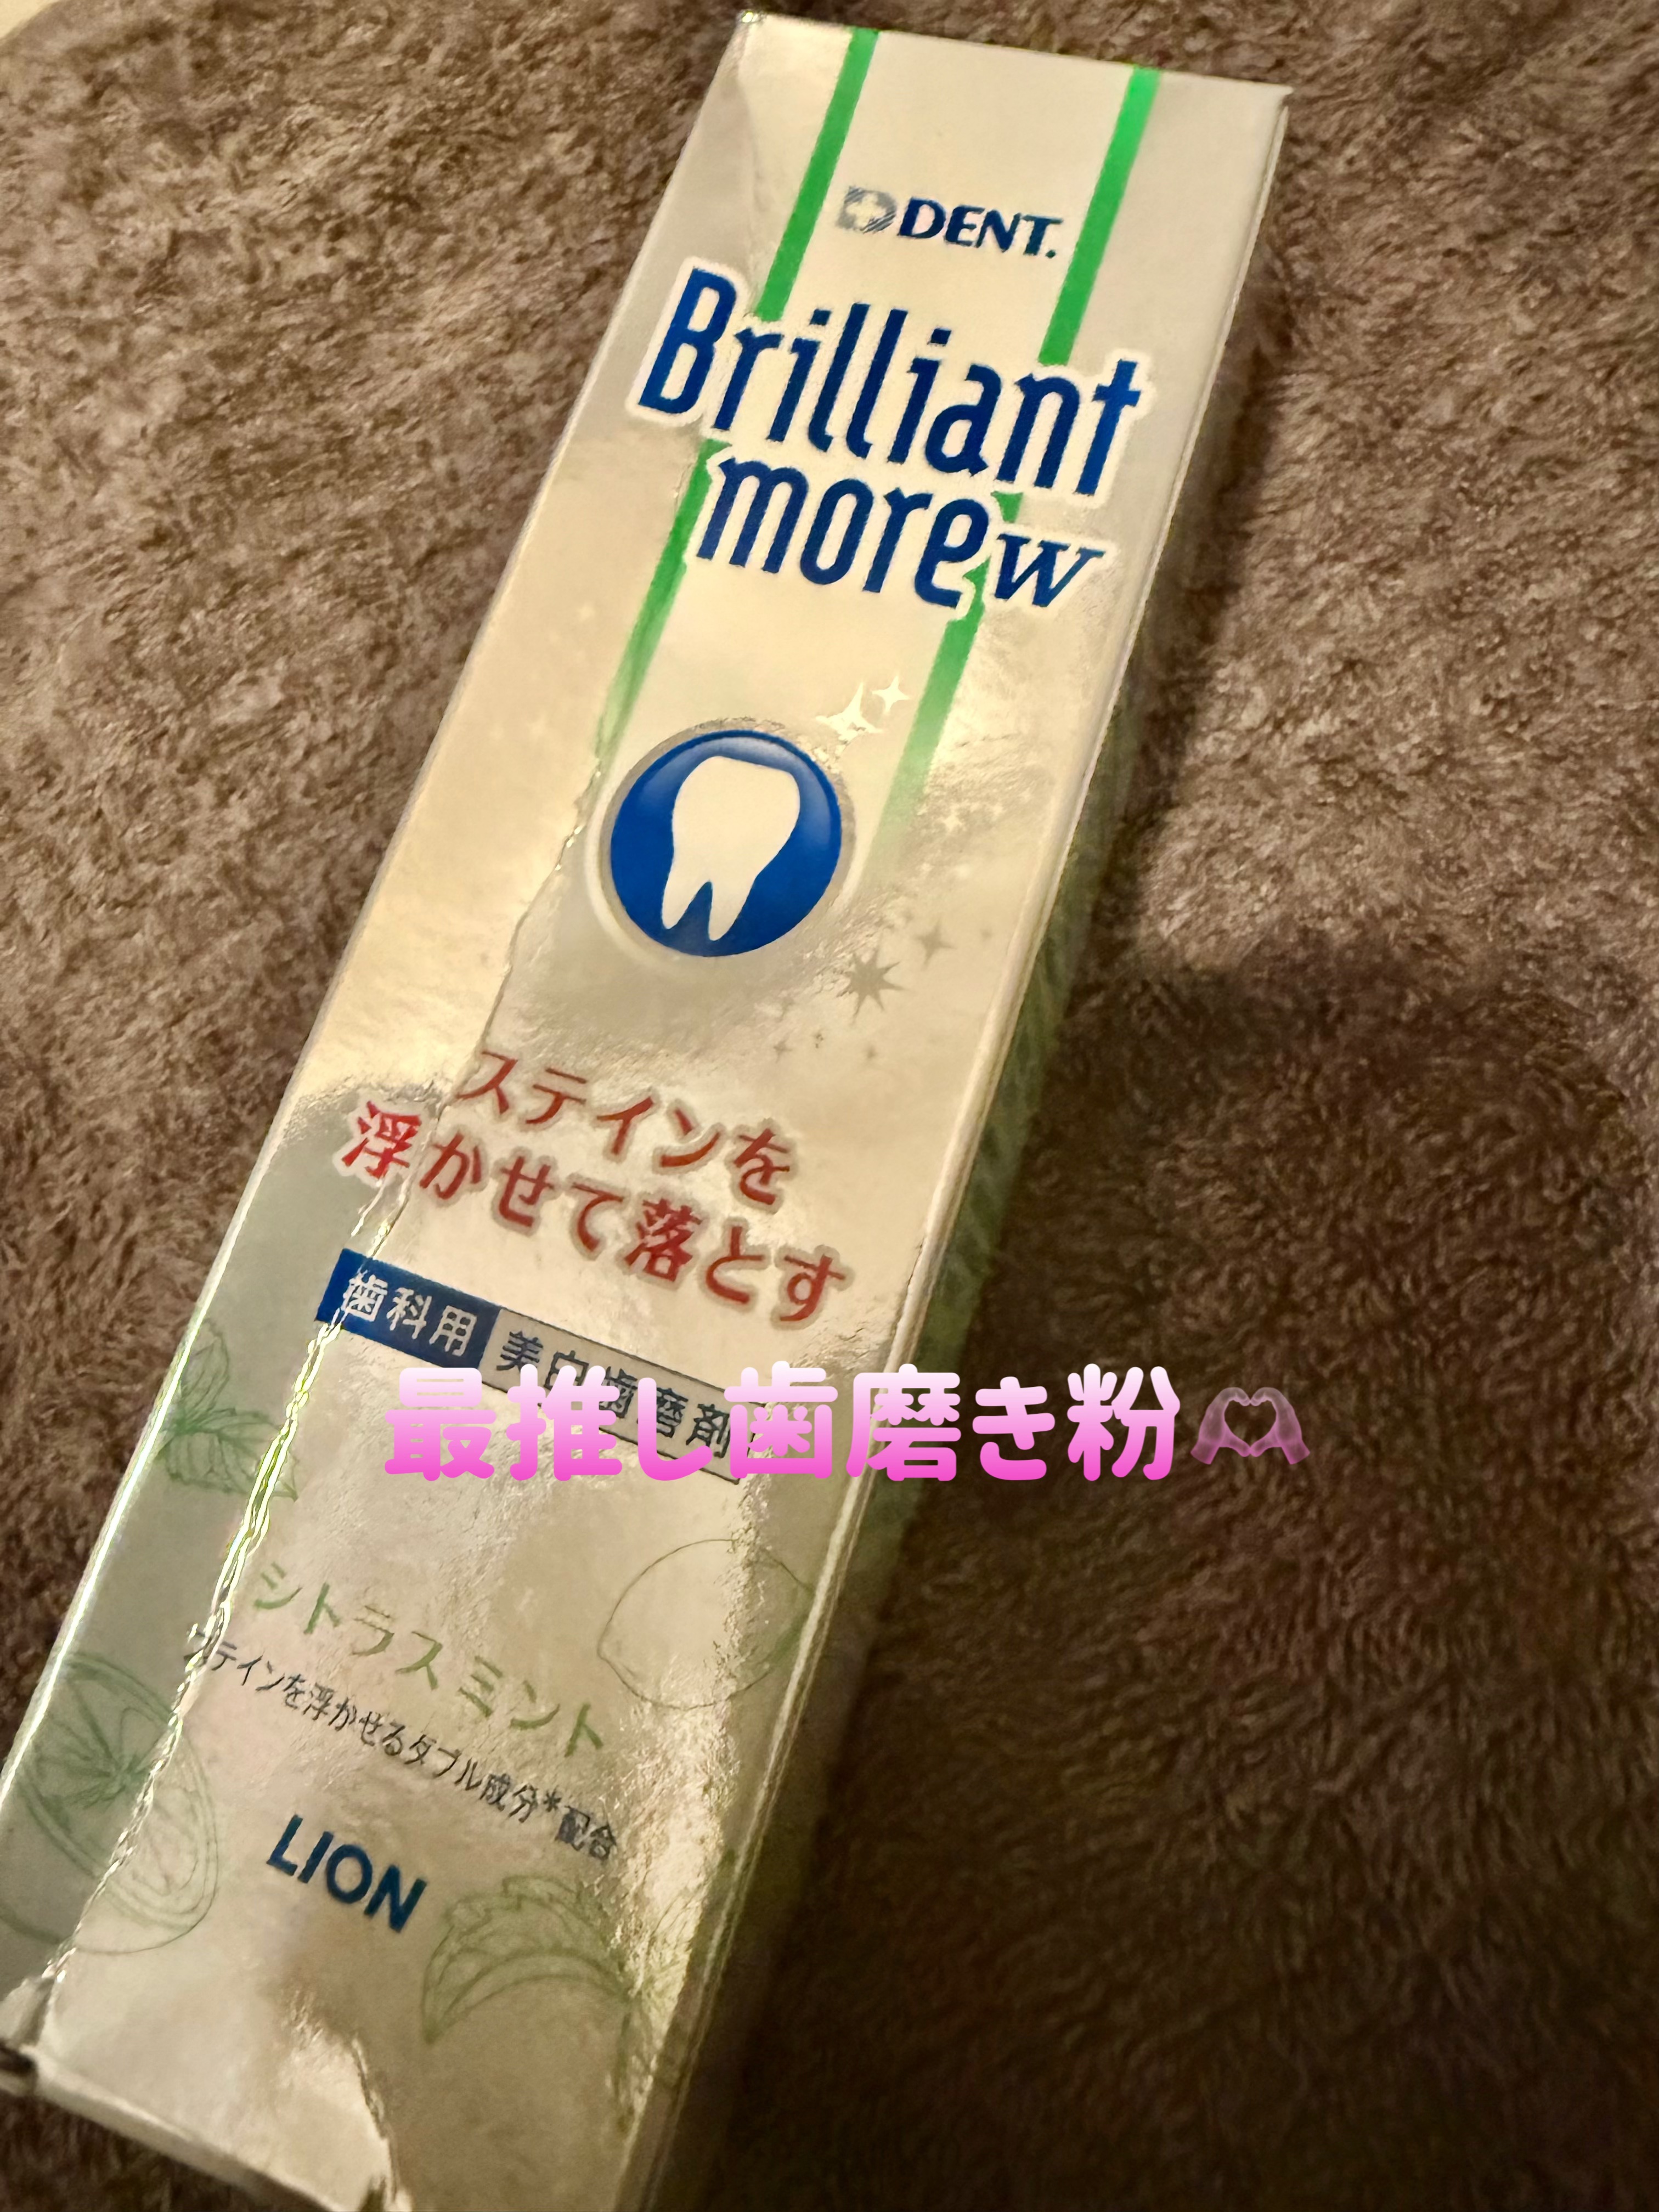 DENT.
Brilliant
more w
ステインを
浮かせて落とす
歯科用 美白歯磨剤
最推し歯磨き粉🫶
シトラスミント
ステインを浮かせるダブル成分*配合
LION